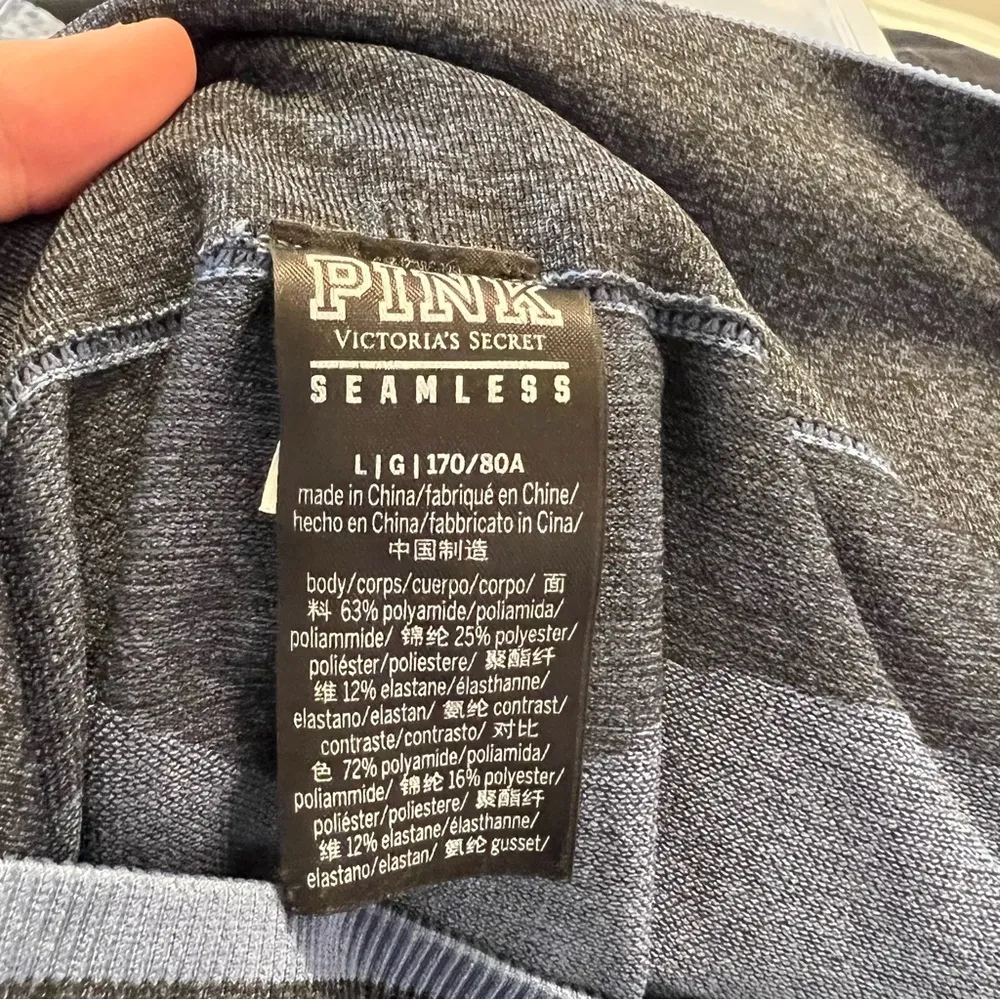 PINK
VICTORIA'S SECRET
SEAMLESS
L | G | 170/80A
made in China/fabriqué en Chine/
hecho en China/fabbricato in Cina/
中国制造
body/corps/cuerpo/corpo/ 面
料 63% polyamide/poliamida/
poliammide/ 锦纶 25% polyester/
poliéster/poliestere/ 聚酯纤
维 12% elastane/élasthanne/
elastano/elastan/ 氨纶 contrast/
contraste/contrasto/ 对比
色 72% polyamide/poliamida/
poliammide/ 锦纶 16% polyester/
poliéster/poliestere/ 聚酯纤
维 12% elastane/élasthanne/
elastano/elastan/ 氨纶 gusset/